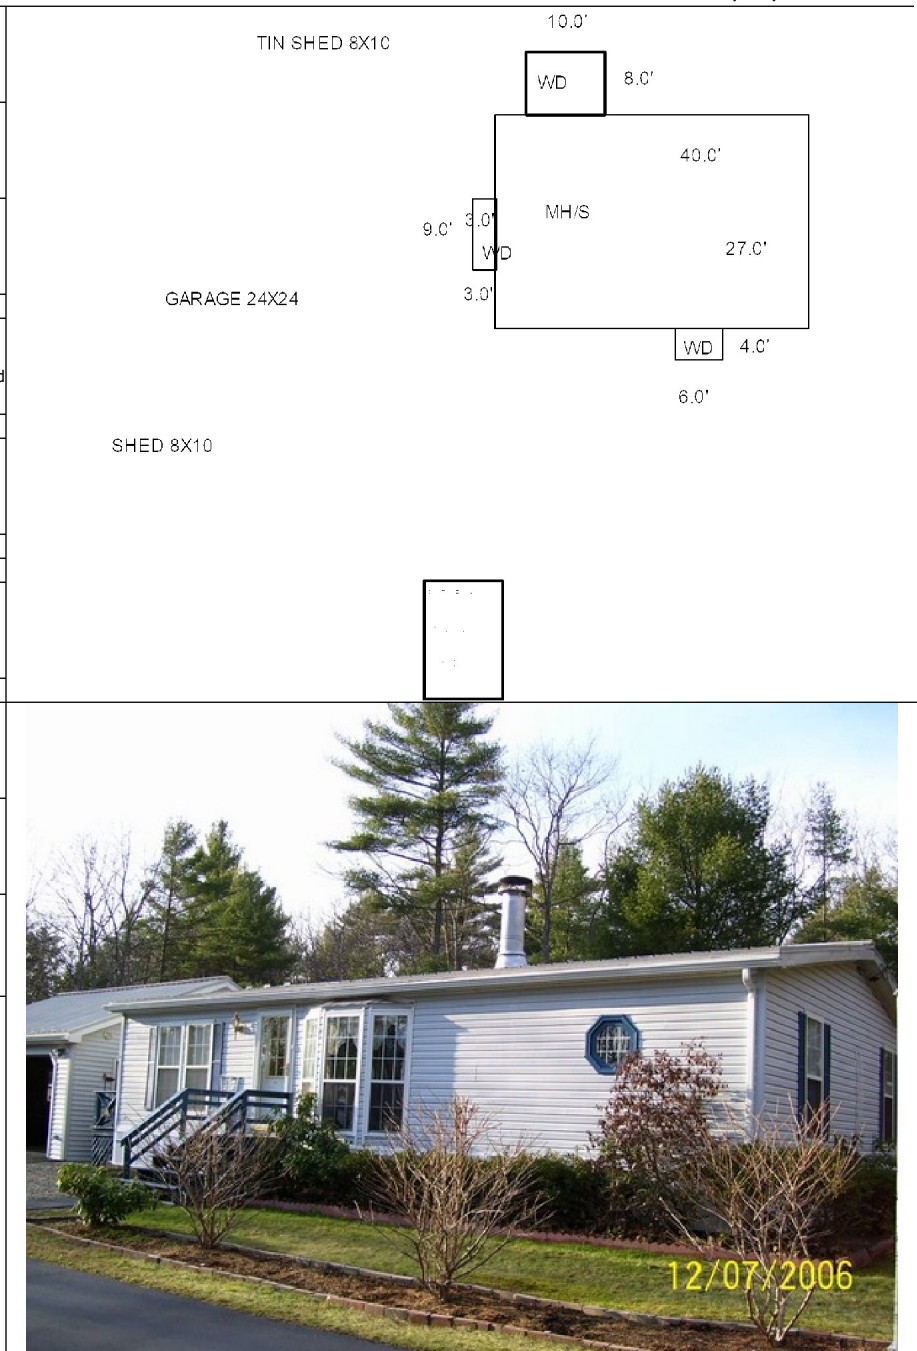 10.0'
TIN SHED 8X10
WD
8.0'
40.0'
MH/S
3.0'
9.0'
WD
27.0'
3.0'
GARAGE 24X24
WD
4.0'
6.0'
SHED 8X10
12/07/2006